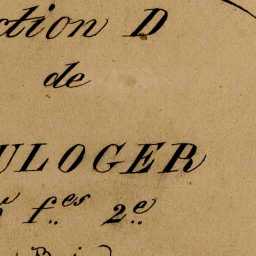 ction D
de
ULOGER
f.es 2.e